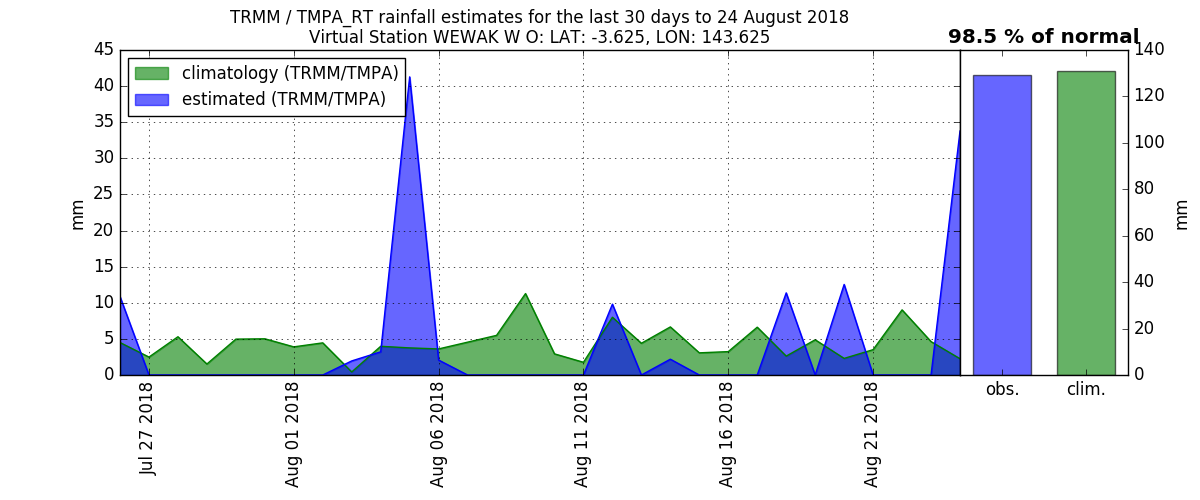 TRMM / TMPA_RT rainfall estimates for the last 30 days to 24 August 2018
Virtual Station WEWAK W O: LAT: -3.625, LON: 143.625
98.5 % of normal
climatology (TRMM/TMPA)
estimated (TRMM/TMPA)
45
40
35
30
25
20
15
10
5
0
mm
Jul 27 2018
Aug 01 2018
Aug 06 2018
Aug 11 2018
Aug 16 2018
Aug 21 2018
obs.
clim.
140
120
100
80
60
40
20
0
mm